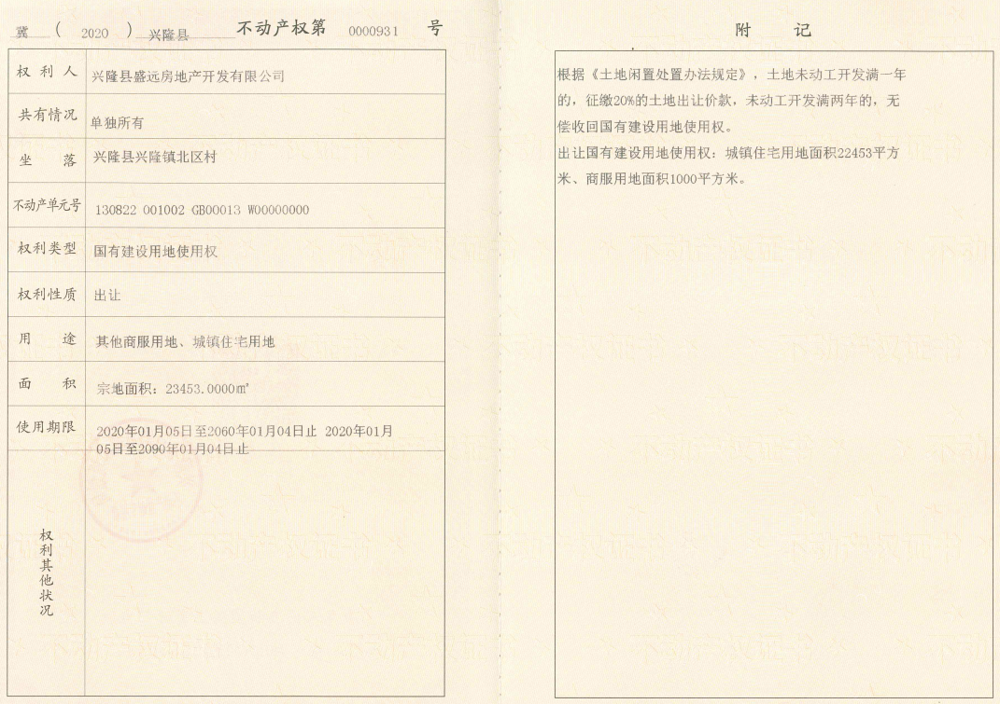 冀 ( 2020 ) 兴隆县 不动产权第 0000931 号
权利人 兴隆县盛远房地产开发有限公司
共有情况 单独所有
坐落 兴隆县兴隆镇北区村
不动产单元号 130822 001002 GB00013 W00000000
权利类型 国有建设用地使用权
权利性质 出让
用途 其他商服用地、城镇住宅用地
面积 宗地面积：23453.0000㎡
使用期限 2020年01月05日至2060年01月04日止 2020年01月
05日至2090年01月04日止
权利其他状况
附记
根据《土地闲置处置办法规定》，土地未动工开发满一年
的，征缴20%的土地出让价款，未动工开发满两年的，无
偿收回国有建设用地使用权。
出让国有建设用地使用权：城镇住宅用地面积22453平方
米、商服用地面积1000平方米。